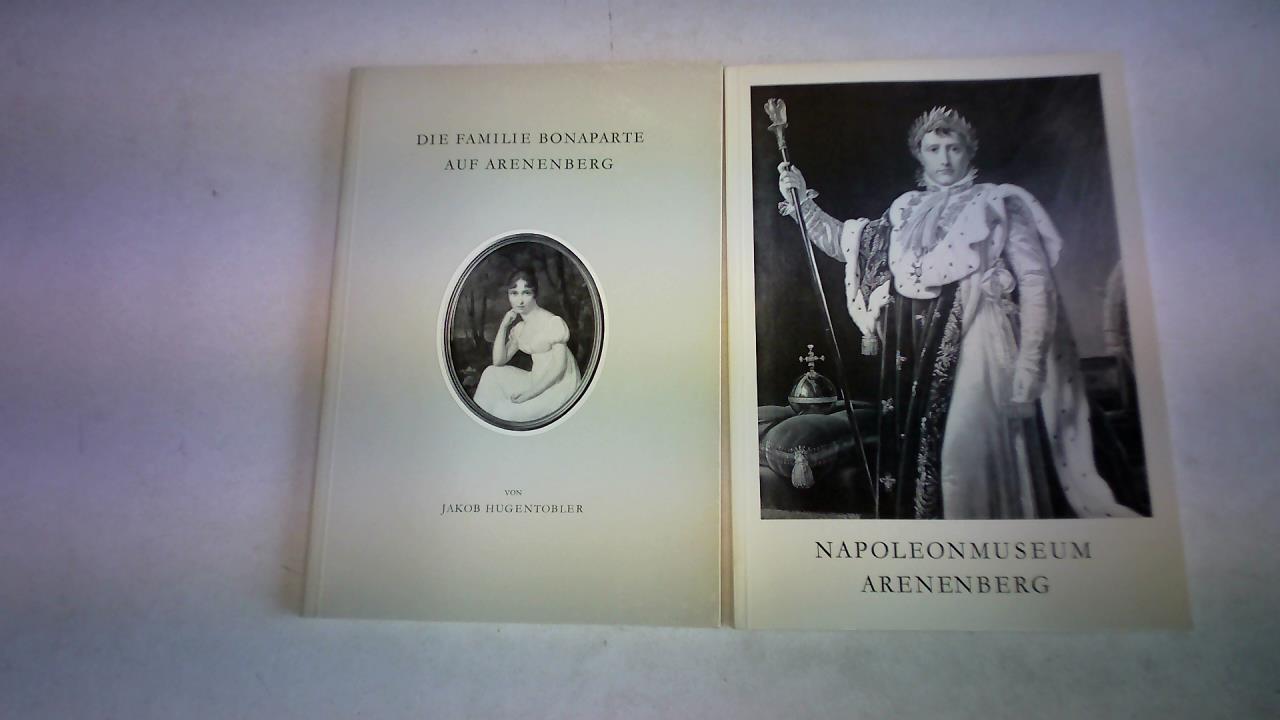 DIE FAMILIE BONAPARTE
AUF ARENENBERG
VON
JAKOB HUGENTOBLER
NAPOLEONMUSEUM
ARENENBERG